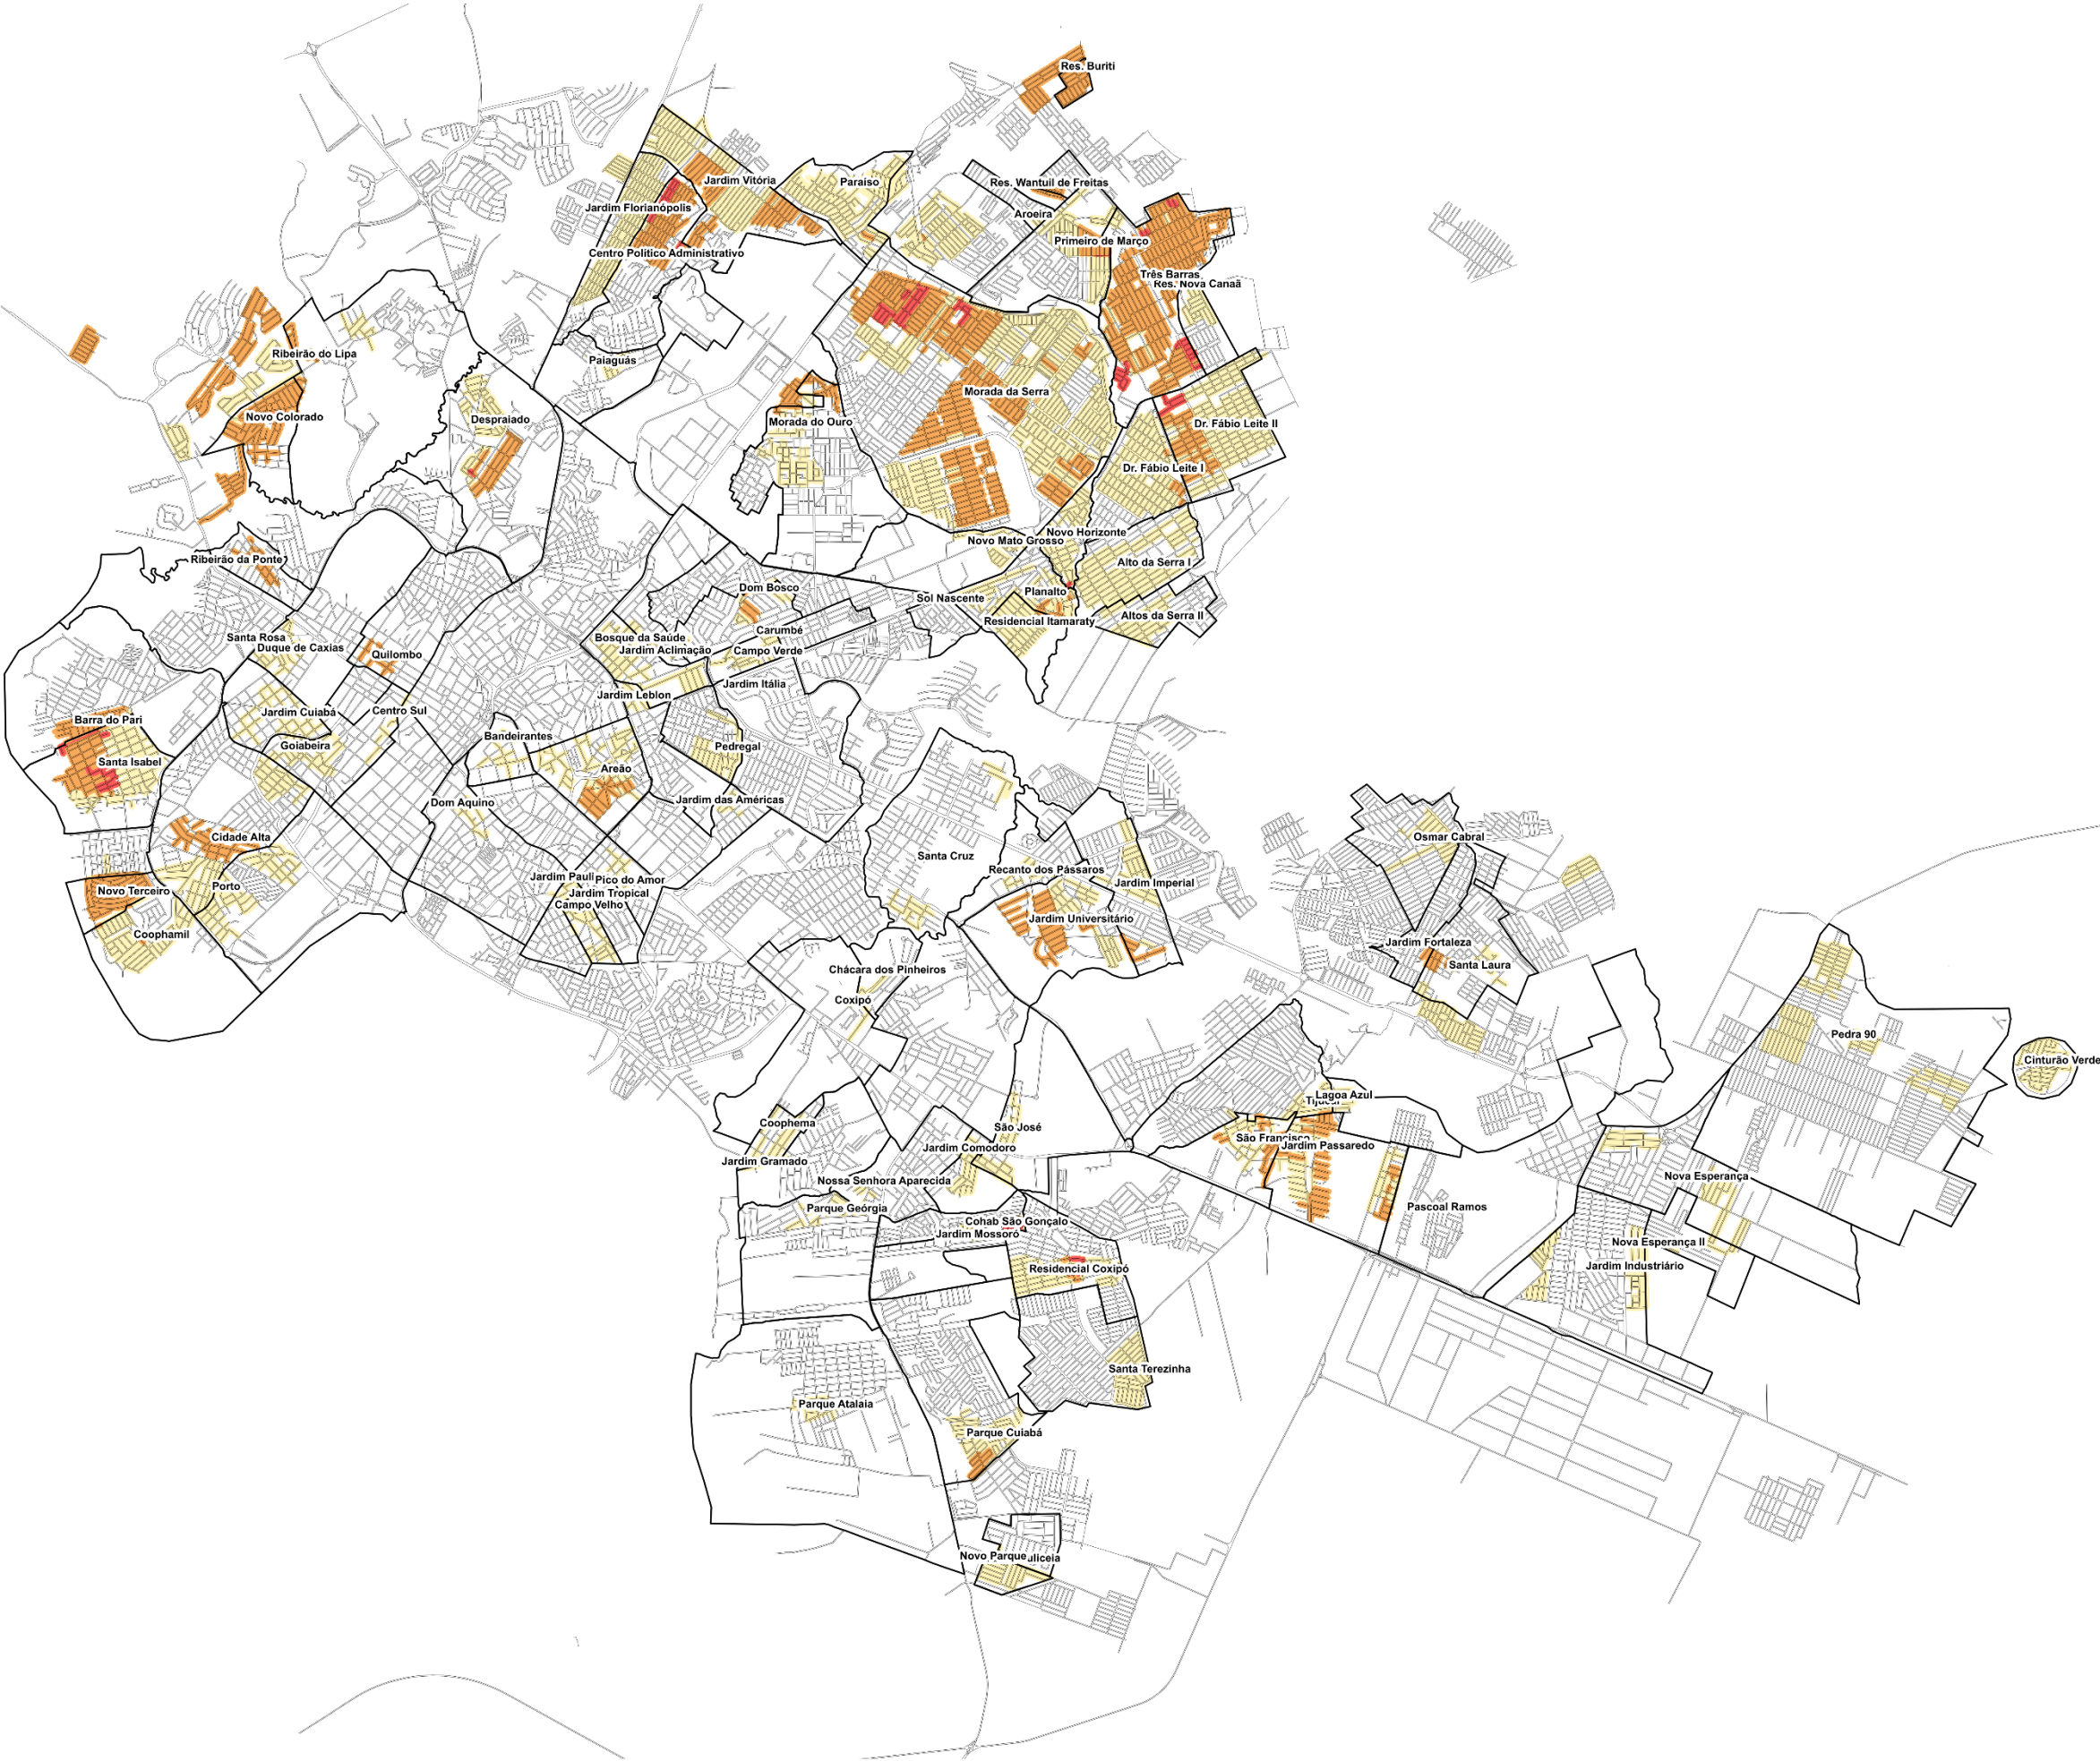 Res. Buriti
Jardim Vitória
Paraíso
Res. Wantuil de Freitas
Jardim Florianópolis
Aroeira
Primeiro de Março
Centro Político Administrativo
Três Barras
Res. Nova Canaã
Ribeirão do Lipa
Paiaguás
Morada da Serra
Novo Colorado
Despraiado
Morada do Ouro
Dr. Fábio Leite II
Dr. Fábio Leite I
Novo Horizonte
Novo Mato Grosso
Ribeirão da Ponte
Alto da Serra I
Dom Bosco
Planalto
Sol Nascente
Altos da Serra II
Residencial Itamaraty
Carumbé
Santa Rosa
Bosque da Saúde
Duque de Caxias
Jardim Aclimação
Campo Verde
Quilombo
Jardim Itália
Jardim Leblon
Centro Sul
Jardim Cuiabá
Barra do Pari
Bandeirantes
Goiabeira
Pedregal
Santa Isabel
Areão
Jardim das Américas
Dom Aquino
Cidade Alta
Osmar Cabral
Santa Cruz
Recanto dos Pássaros
Jardim Pauli
Pico do Amor
Jardim Imperial
Porto
Novo Terceiro
Jardim Tropical
Campo Velho
Jardim Universitário
Coophamil
Jardim Fortaleza
Santa Laura
Chácara dos Pinheiros
Coxipó
Pedra 90
Cinturão Verde
Lagoa Azul
Coophema
São José
São Francisco
Jardim Passaredo
Jardim Comodoro
Jardim Gramado
Nova Esperança
Nossa Senhora Aparecida
Parque Geórgia
Pascoal Ramos
Cohab São Gonçalo
Jardim Mossoró
Nova Esperança II
Jardim Industriário
Residencial Coxipó
Santa Terezinha
Parque Atalaia
Parque Cuiabá
Novo Parque
uliceia